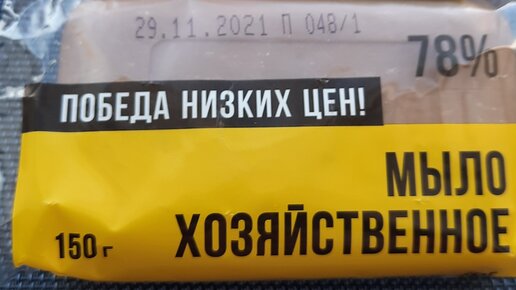 29.11.2021 П 048/1
78%
ПОБЕДА НИЗКИХ ЦЕН!
МЫЛО
ХОЗЯЙСТВЕННОЕ
150 г